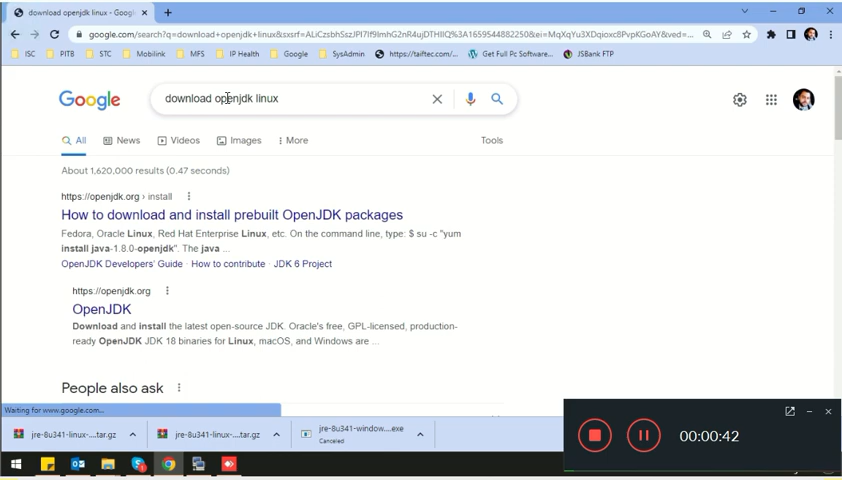 download openjdk linux - Google
google.com/search?q=download+openjdk+linux&sxsrf=
ISC PITB STC Mobilink MFS IP Health Google SysAdmin https://taiftec.com/... Get Full Pc Software... JSBank FTP
Google
download openjdk linux
All News Videos Images More Tools
About 1,620,000 results (0.47 seconds)
https://openjdk.org › install
How to download and install prebuilt OpenJDK packages
Fedora, Oracle Linux, Red Hat Enterprise Linux, etc. On the command line, type: $ su -c "yum
install java-1.8.0-openjdk". The java ...
OpenJDK Developers' Guide · How to contribute · JDK 6 Project
https://openjdk.org
OpenJDK
Download and install the latest open-source JDK. Oracle's free, GPL-licensed, production-
ready OpenJDK JDK 18 binaries for Linux, macOS, and Windows are ...
People also ask
Waiting for www.google.com...
jre-8u341-linux-....tar.gz
jre-8u341-linux-....tar.gz
jre-8u341-window....exe
Canceled
00:00:42